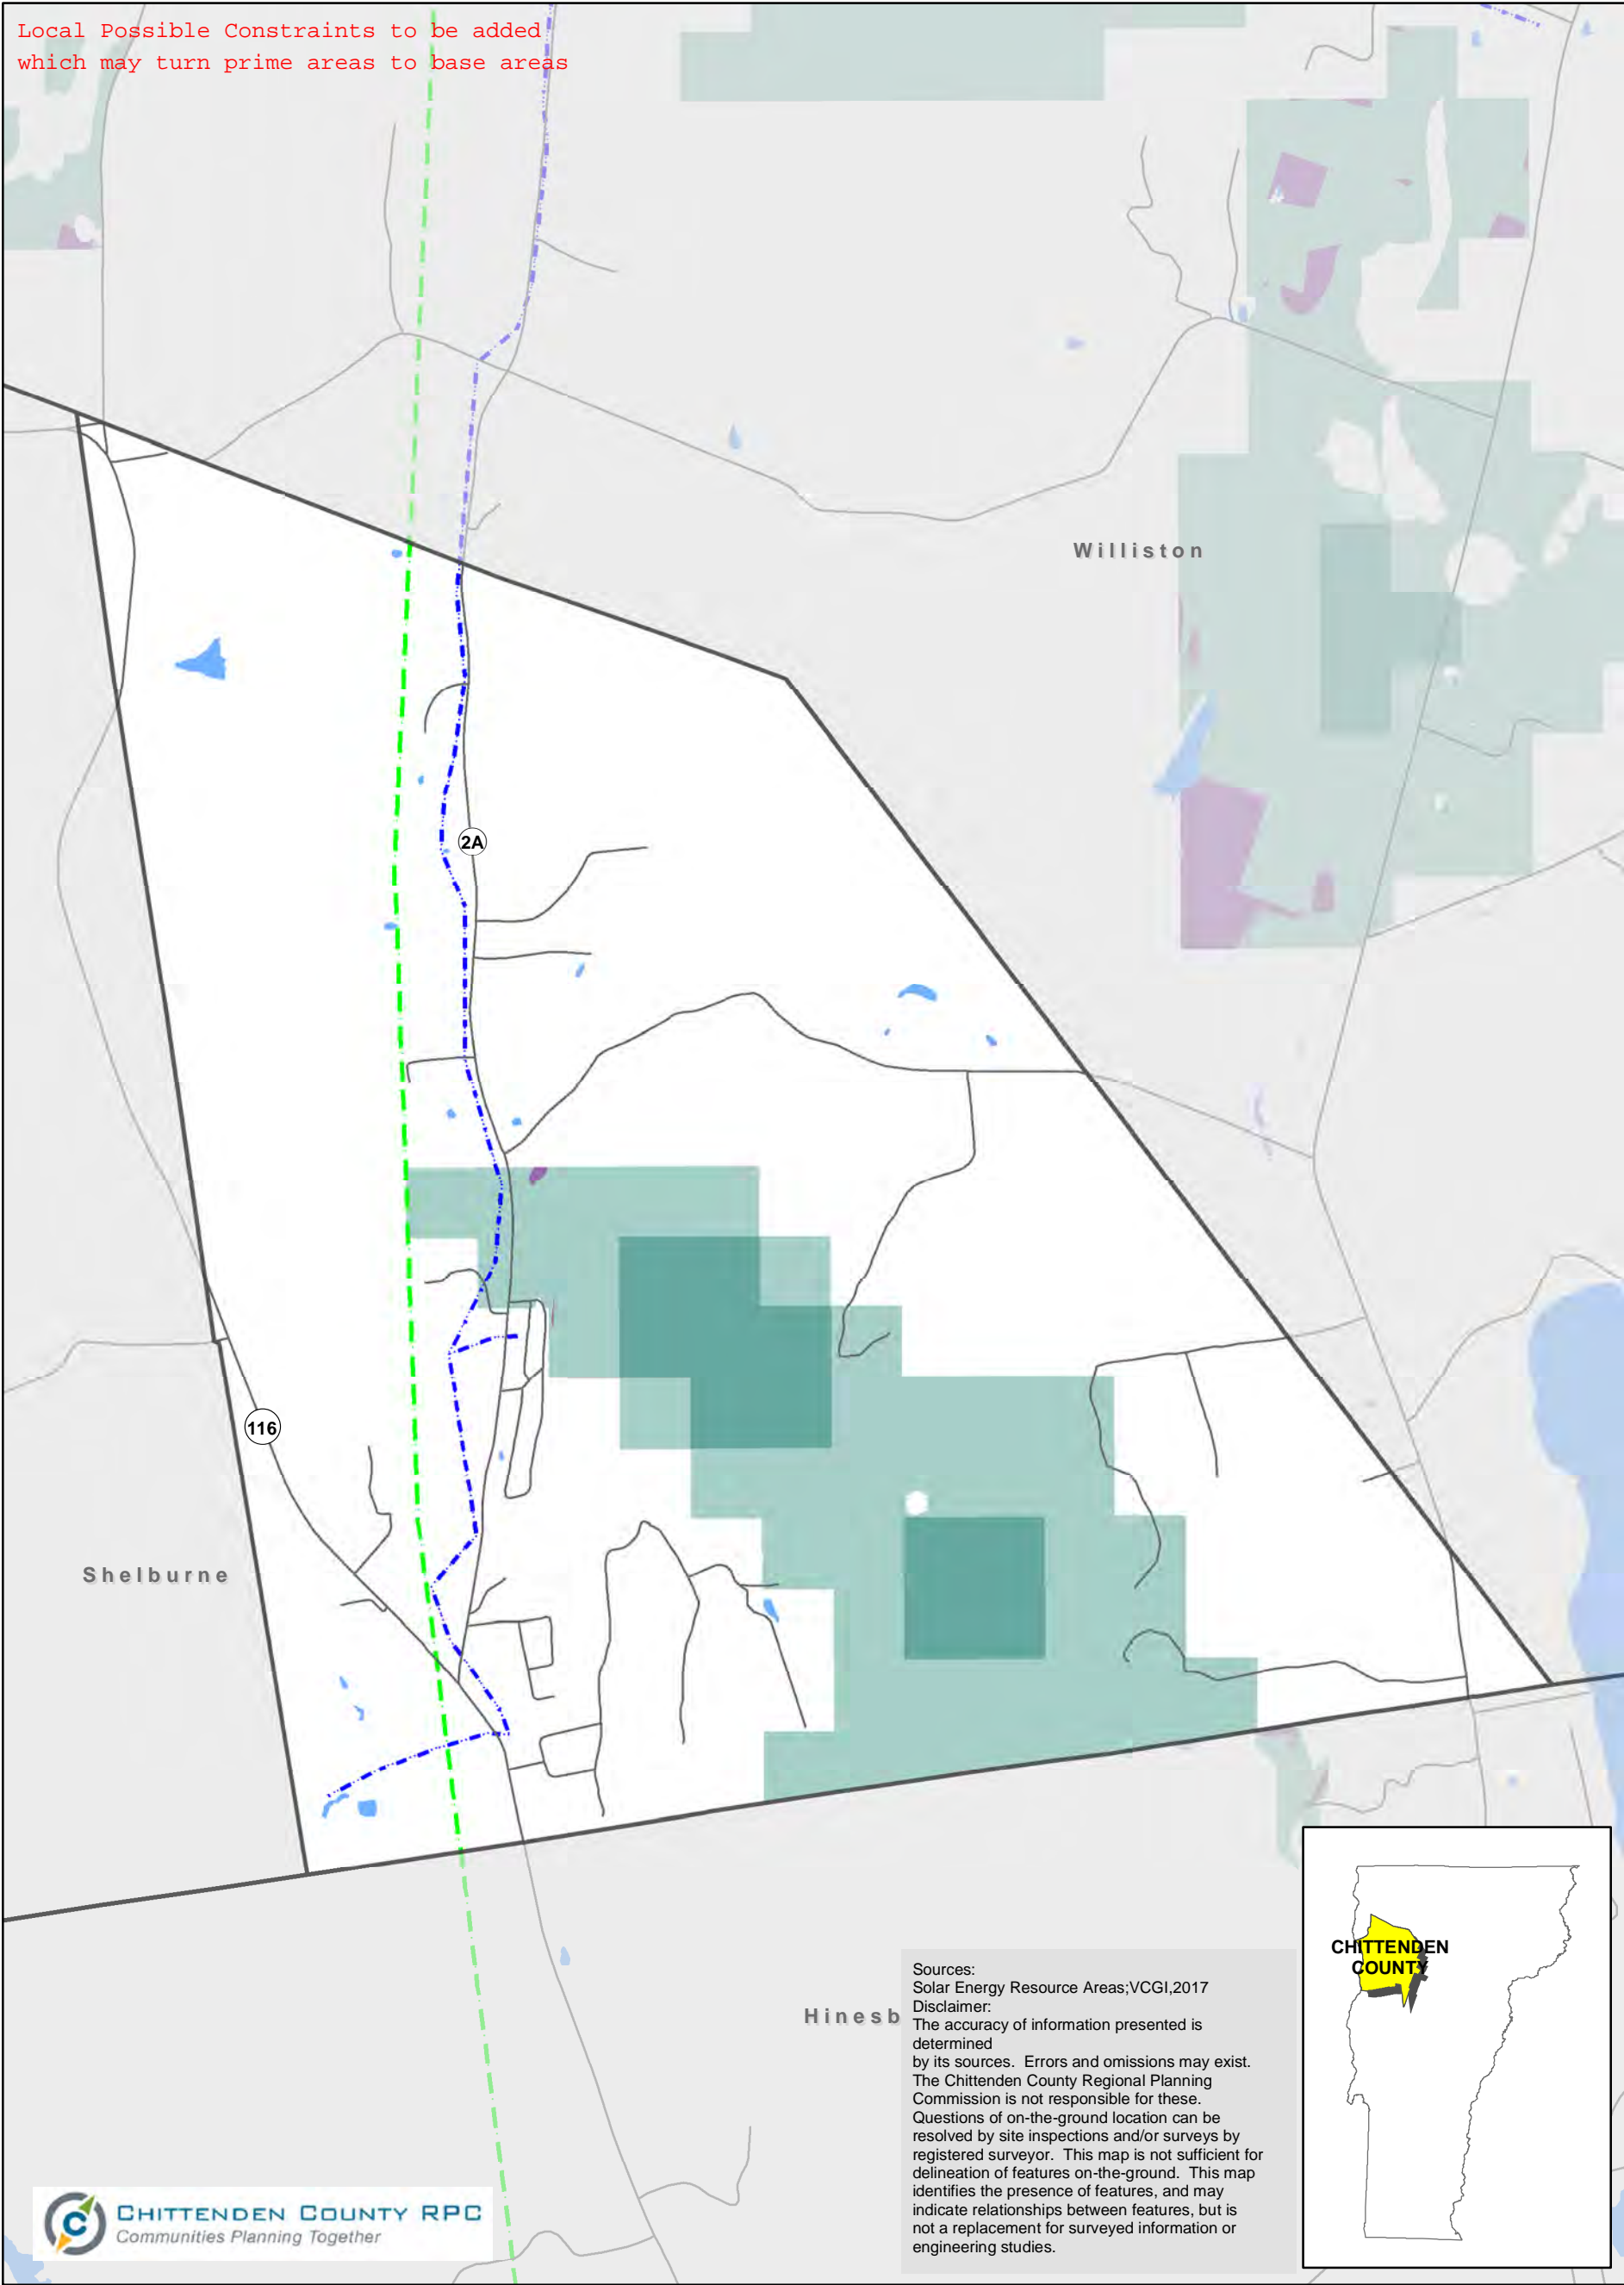 Local Possible Constraints to be added
which may turn prime areas to base areas
Williston
2A
116
Shelburne
Hinesb
CHITTENDEN
COUNTY
Sources:
Solar Energy Resource Areas;VCGI,2017
Disclaimer:
The accuracy of information presented is
determined
by its sources. Errors and omissions may exist.
The Chittenden County Regional Planning
Commission is not responsible for these.
Questions of on-the-ground location can be
resolved by site inspections and/or surveys by
registered surveyor. This map is not sufficient for
delineation of features on-the-ground. This map
identifies the presence of features, and may
indicate relationships between features, but is
not a replacement for surveyed information or
engineering studies.
C
CHITTENDEN COUNTY RPC
Communities Planning Together